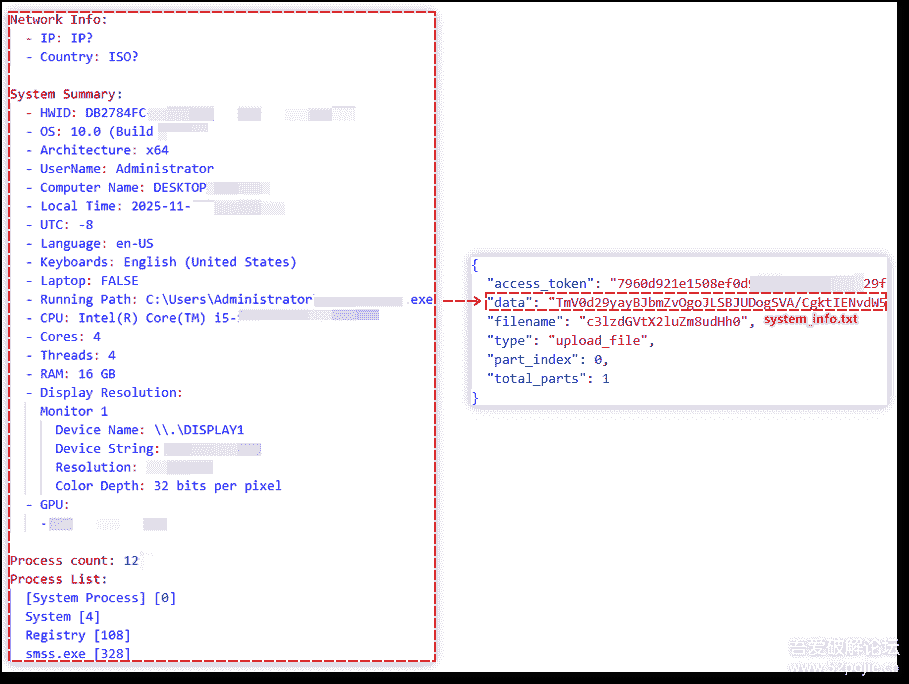 Network Info:
- IP: IP?
- Country: ISO?
System Summary:
- HWID: DB2784FC
- OS: 10.0 (Build
- Architecture: x64
- UserName: Administrator
- Computer Name: DESKTOP
- Local Time: 2025-11-
- UTC: -8
- Language: en-US
- Keyboards: English (United States)
- Laptop: FALSE
- Running Path: C:\Users\Administrator .exe
- CPU: Intel(R) Core(TM) i5-
- Cores: 4
- Threads: 4
- RAM: 16 GB
- Display Resolution:
Monitor 1
Device Name: \\.\DISPLAY1
Device String:
Resolution:
Color Depth: 32 bits per pixel
- GPU:
-
Process count: 12
Process List:
[System Process] [0]
System [4]
Registry [108]
smss.exe [328]
{
"access_token": "7960d921e1508ef0d 29f
"data": "TmV0d29yayBJbmZvOgoJLSBJUDogSVA/CgktIENvdW5
"filename": "c3lzdGVtX2luZm8udHh0", system_info.txt
"type": "upload_file",
"part_index": 0,
"total_parts": 1
}
吾爱破解论坛
www.52pojie.cn